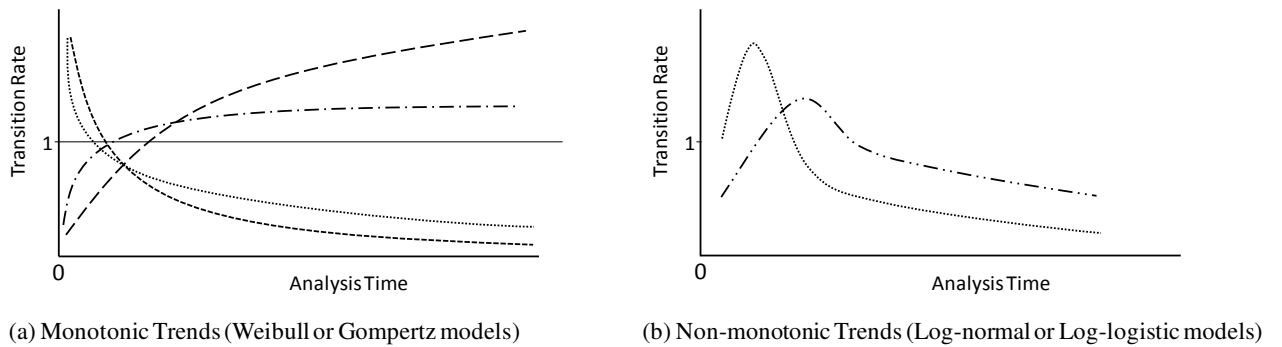 Transition Rate
1
0
Analysis Time
(a) Monotonic Trends (Weibull or Gompertz models)
Transition Rate
1
0
Analysis Time
(b) Non-monotonic Trends (Log-normal or Log-logistic models)